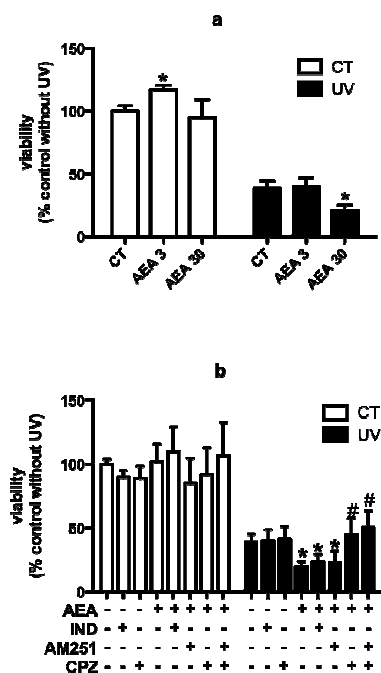 a
150
100
50
0
viability
(% control without UV)
CT
UV
*
*
CT
AEA 3
AEA 30
CT
AEA 3
AEA 30
b
150
100
50
0
viability
(% control without UV)
CT
UV
* * * # #
AEA - - - + + + + + - - - + + + + +
IND - + - - + - - - - + - - + - - -
AM251 - - - - - + - + - - - - - + - +
CPZ - - + - - - + + - - + - - - + +